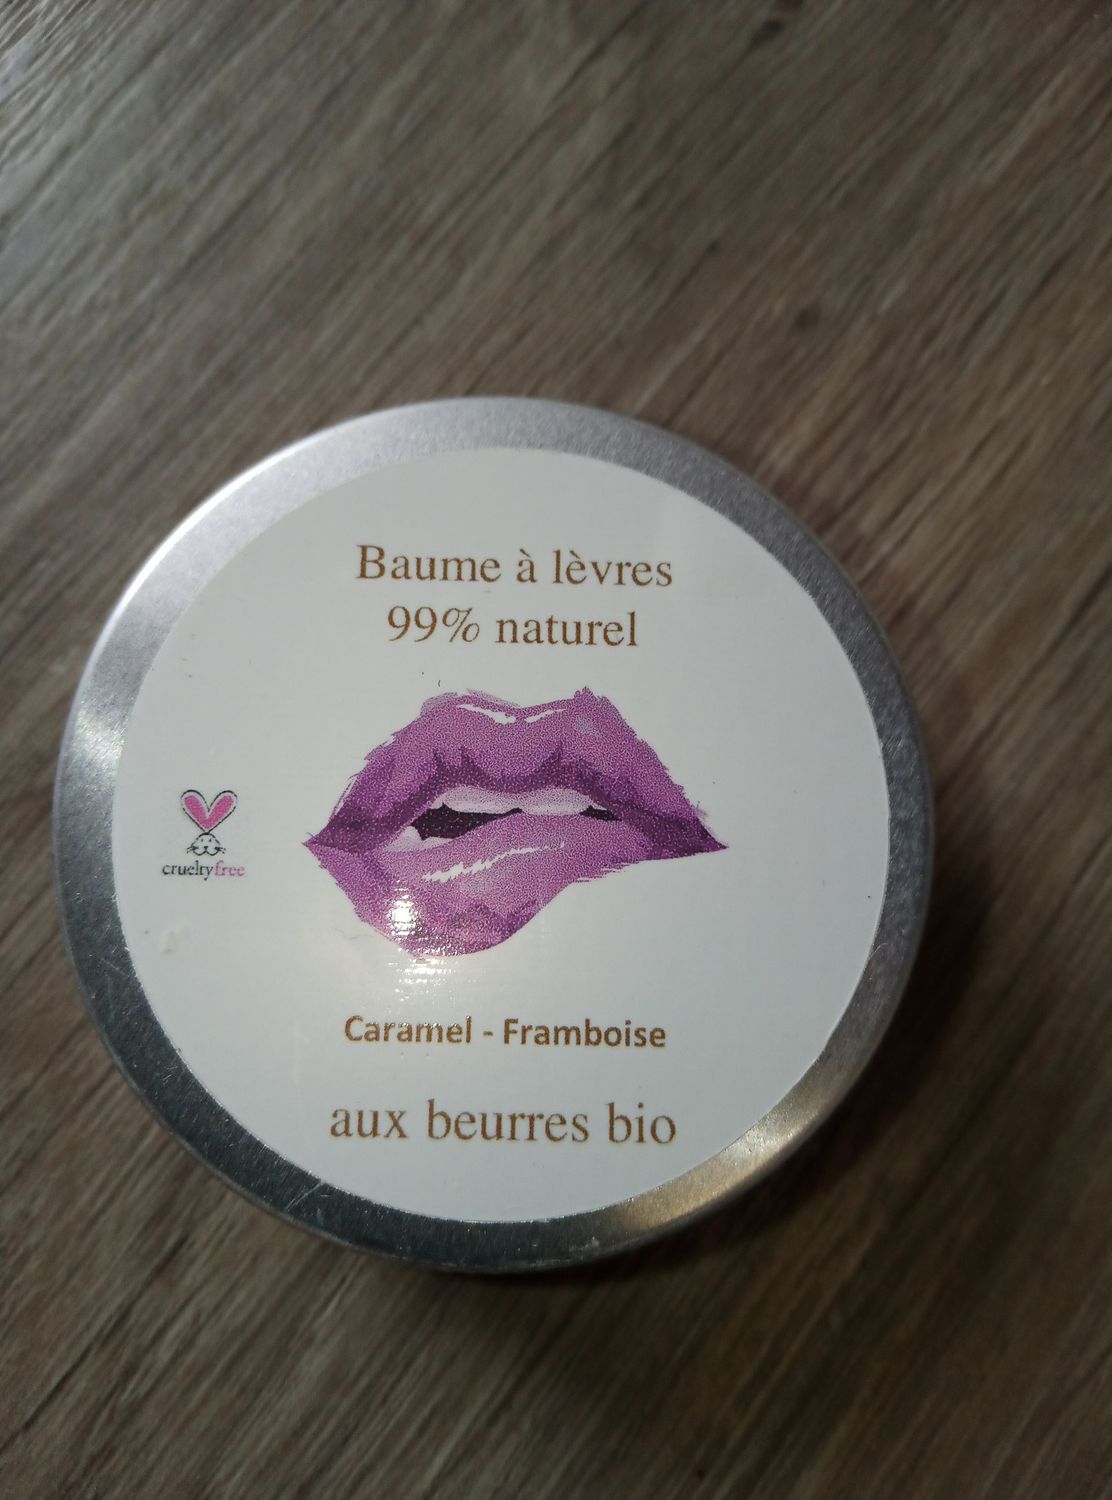 Baume à lèvres
99% naturel
crueltyfree
Caramel - Framboise
aux beurres bio